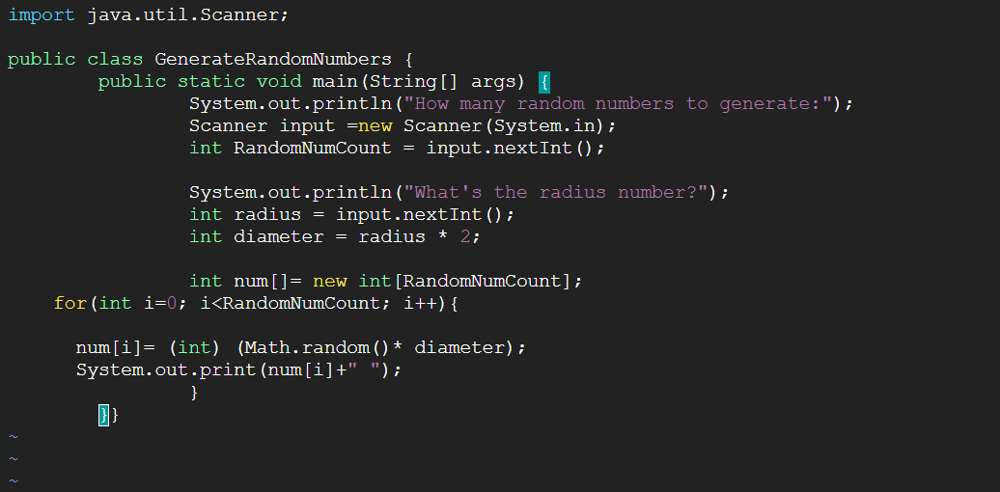 import java.util.Scanner;
public class GenerateRandomNumbers {
public static void main(String[] args) {
System.out.println("How many random numbers to generate:");
Scanner input =new Scanner(System.in);
int RandomNumCount = input.nextInt();
System.out.println("What's the radius number?");
int radius = input.nextInt();
int diameter = radius * 2;
int num[]= new int[RandomNumCount];
for(int i=0; i<RandomNumCount; i++){
num[i]= (int) (Math.random()* diameter);
System.out.print(num[i]+" ");
}
}}
~
~
~